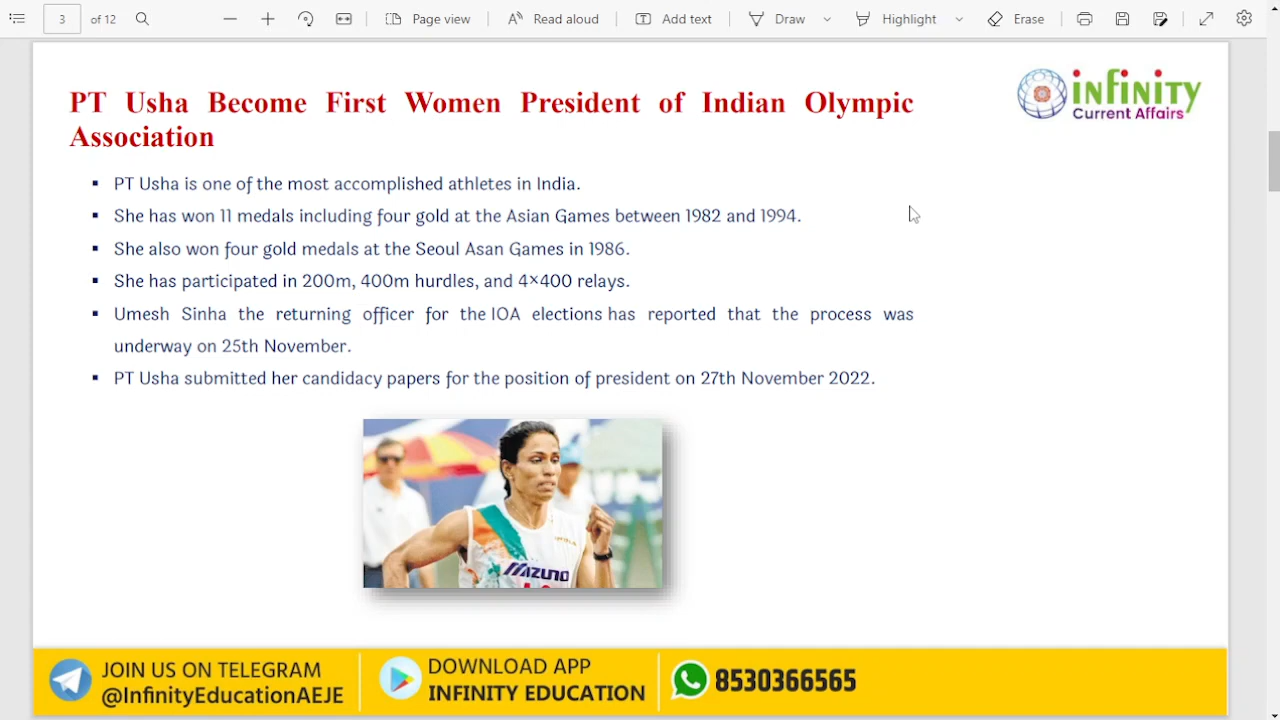 3
of 12
Page view
Read aloud
Add text
Draw
Highlight
Erase
PT Usha Become First Women President of Indian Olympic
Association
infinity
Current Affairs
▪ PT Usha is one of the most accomplished athletes in India.
▪ She has won 11 medals including four gold at the Asian Games between 1982 and 1994.
▪ She also won four gold medals at the Seoul Asan Games in 1986.
▪ She has participated in 200m, 400m hurdles, and 4×400 relays.
▪ Umesh Sinha the returning officer for the IOA elections has reported that the process was
underway on 25th November.
▪ PT Usha submitted her candidacy papers for the position of president on 27th November 2022.
MIZUNO
JOIN US ON TELEGRAM
@InfinityEducationAEJE
DOWNLOAD APP
INFINITY EDUCATION
8530366565